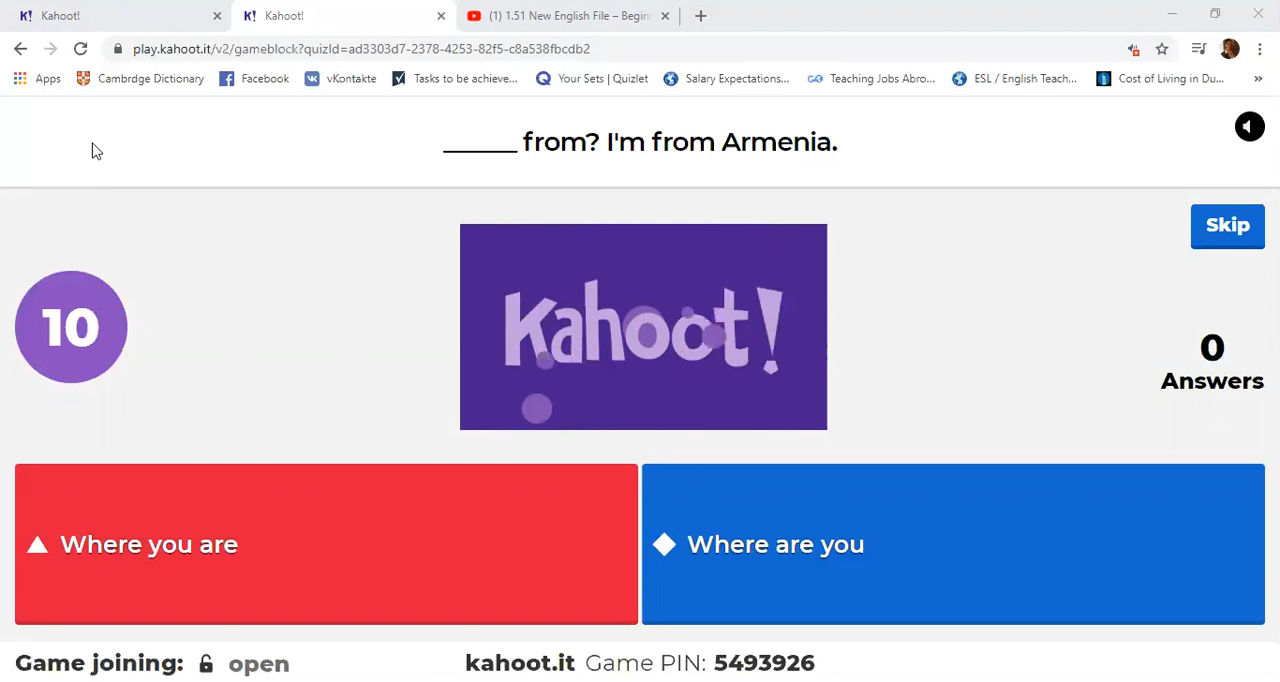 Kahoot!
Kahoot!
(1) 1.51 New English File – Begin
play.kahoot.it/v2/gameblock?quizId=ad3303d7-2378-4253-82f5-c8a538fbcdb2
Apps
Cambrdge Dictionary
Facebook
vKontakte
Tasks to be achieve...
Your Sets | Quizlet
Salary Expectations...
Teaching Jobs Abro...
ESL / English Teach...
Cost of Living in Du...
______ from? I'm from Armenia.
Skip
10
Kahoot!
0
Answers
Where you are
Where are you
Game joining: open
kahoot.it Game PIN: 5493926